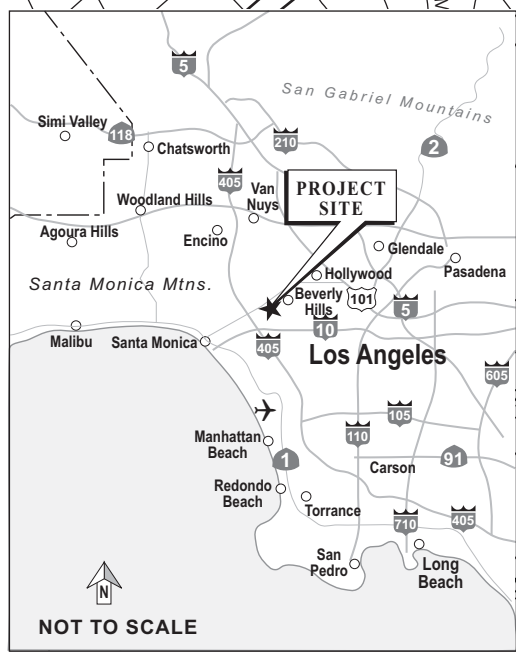 5
San Gabriel Mountains
Simi Valley
118
Chatsworth
210
2
405
Van
Nuys
PROJECT
SITE
Woodland Hills
Agoura Hills
Encino
Glendale
Hollywood
Pasadena
Santa Monica Mtns.
Beverly
Hills
101
5
10
Malibu
Santa Monica
405
Los Angeles
605
105
Manhattan
Beach
110
1
Carson
91
Redondo
Beach
Torrance
710
405
San
Pedro
Long
Beach
N
NOT TO SCALE